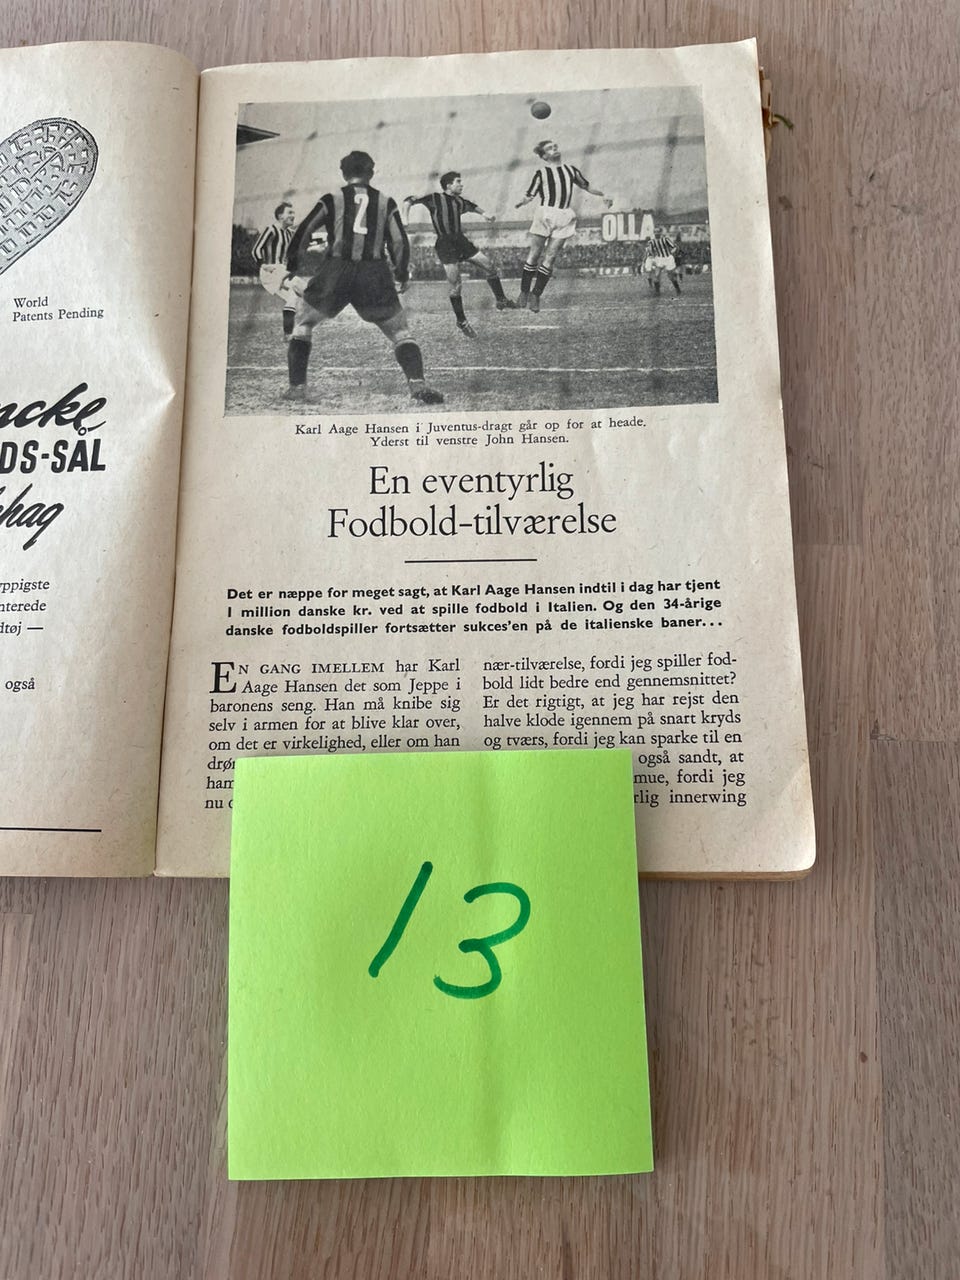 World
Patents Pending
DS-SÅL
også
OLLA
2
Karl Aage Hansen i Juventus-dragt går op for at heade.
Yderst til venstre John Hansen.
En eventyrlig
Fodbold-tilværelse
Det er næppe for meget sagt, at Karl Aage Hansen indtil i dag har tjent
1 million danske kr. ved at spille fodbold i Italien. Og den 34-årige
danske fodboldspiller fortsætter sukces'en på de italienske baner...
EN GANG IMELLEM har Karl
Aage Hansen det som Jeppe i
baronens seng. Han må knibe sig
selv i armen for at blive klar over,
om det er virkelighed, eller om han
nu
nær-tilværelse, fordi jeg spiller fod-
bold lidt bedre end gennemsnittet?
Er det rigtigt, at jeg har rejst den
halve klode igennem på snart kryds
og tværs, fordi jeg kan sparke til en
også sandt, at
mue, fordi jeg
rlig innerwing
13